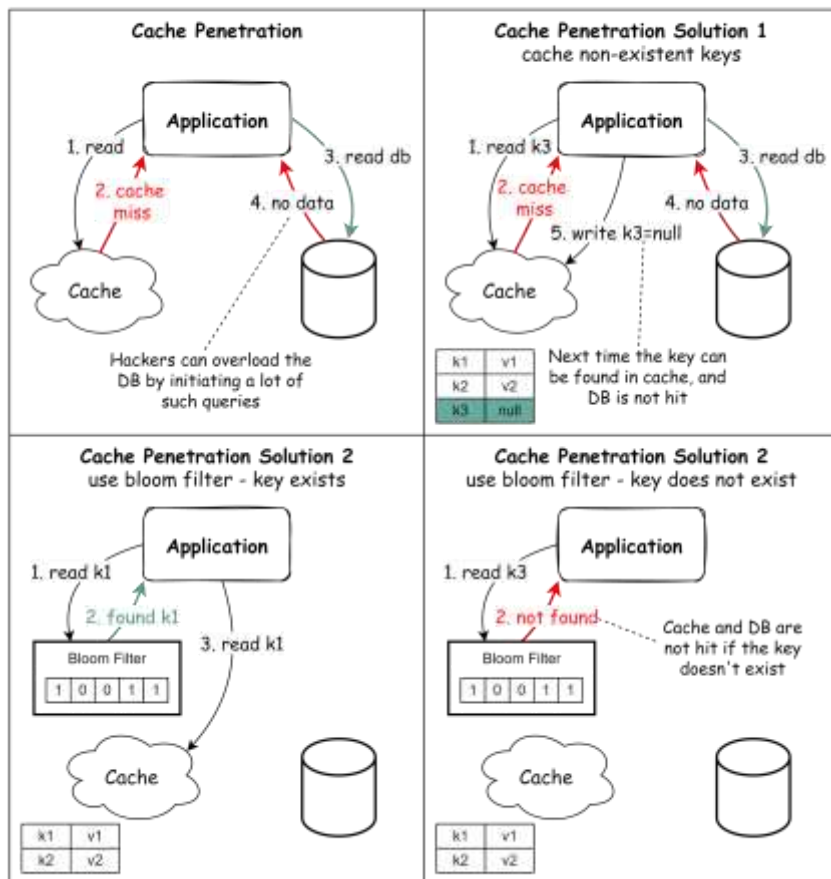 Cache Penetration
Application
1. read
2. cache
miss
3. read db
4. no data
Cache
Hackers can overload the
DB by initiating a lot of
such queries
Cache Penetration Solution 1
cache non-existent keys
Application
1. read k3
2. cache
miss
3. read db
4. no data
5. write k3=null
Cache
k1 v1
k2 v2
k3 null
Next time the key can
be found in cache, and
DB is not hit
Cache Penetration Solution 2
use bloom filter - key exists
Application
1. read k1
2. found k1
3. read k1
Bloom Filter
1 0 0 1 1
Cache
k1 v1
k2 v2
Cache Penetration Solution 2
use bloom filter - key does not exist
Application
1. read k3
2. not found
Cache and DB are
not hit if the key
doesn't exist
Bloom Filter
1 0 0 1 1
Cache
k1 v1
k2 v2